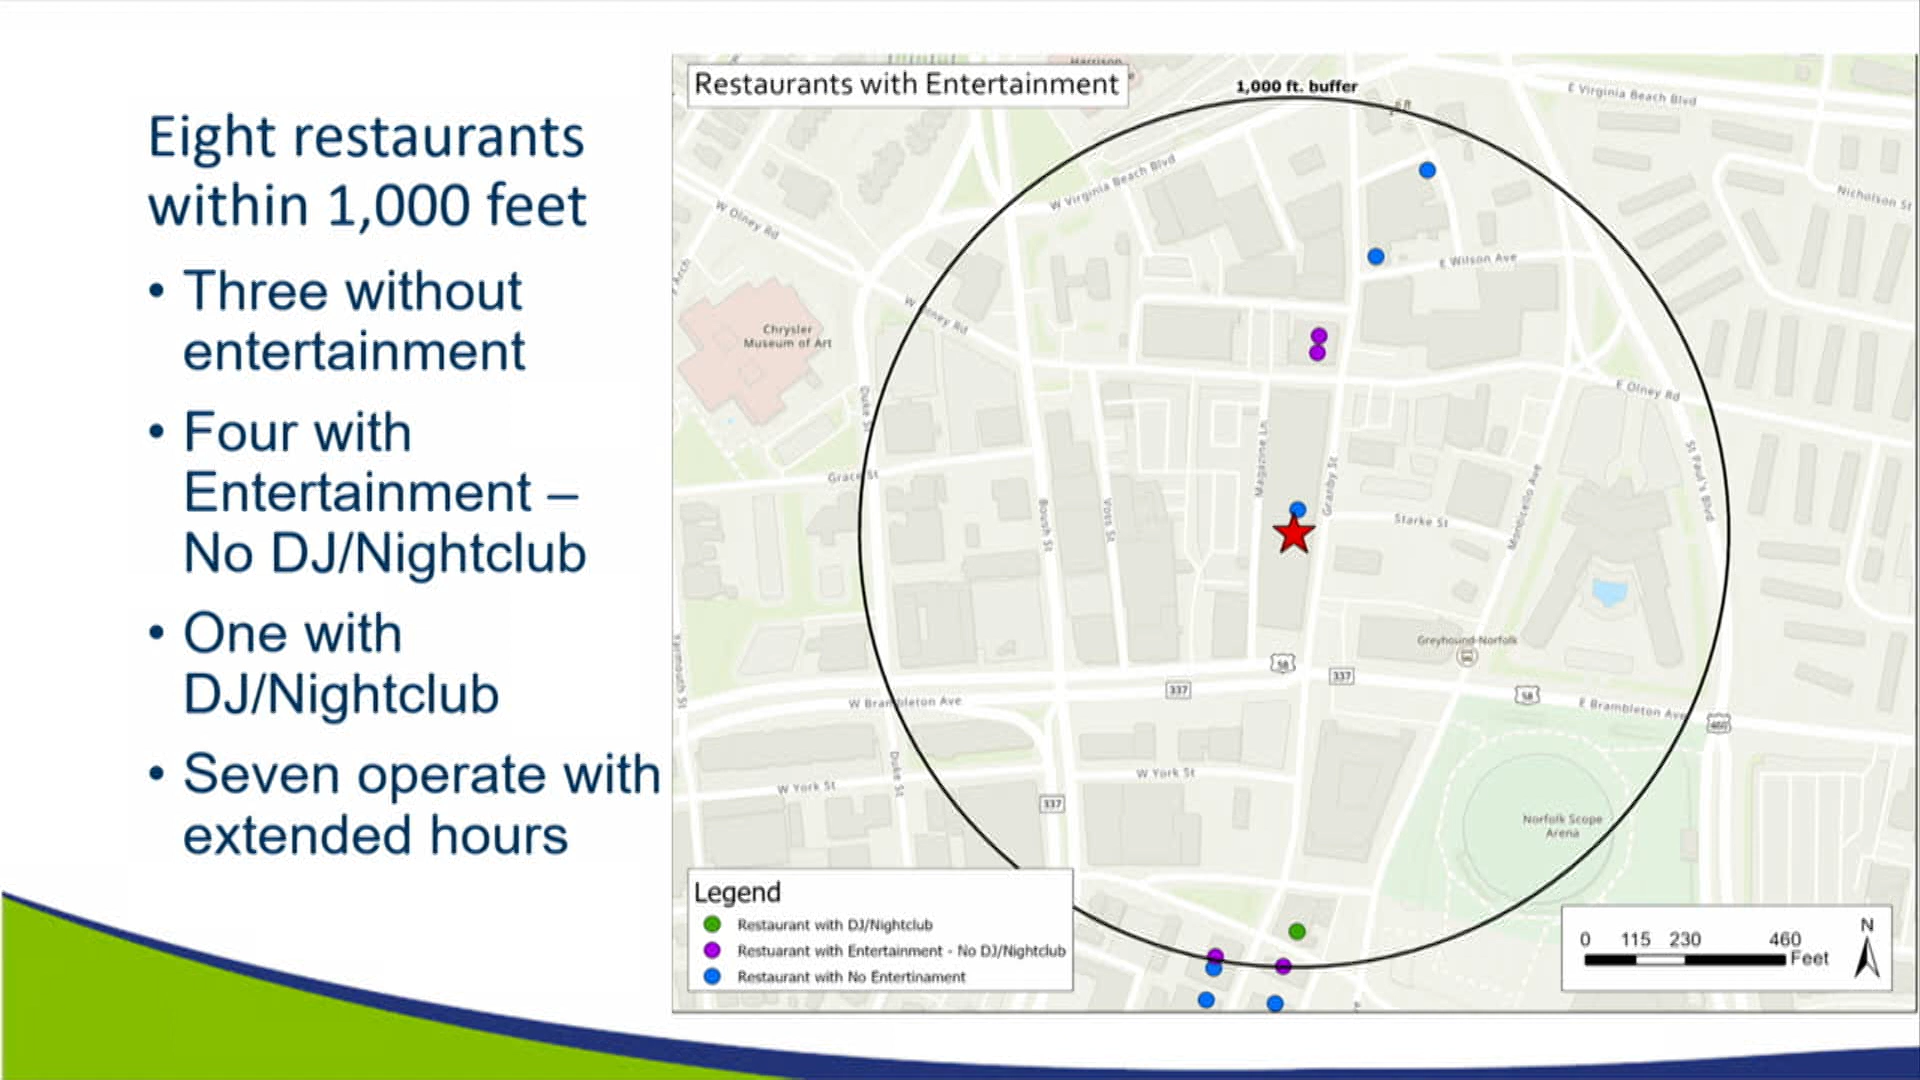 Eight restaurants
within 1,000 feet
• Three without
entertainment
• Four with
Entertainment –
No DJ/Nightclub
• One with
DJ/Nightclub
• Seven operate with
extended hours
Restaurants with Entertainment
Harrison
1,000 ft. buffer
E Virginia Beach Blvd
W Virginia Beach Blvd
Nicholson St
W Olney Rd
E Wilson Ave
Chrysler
Museum of Art
E Olney Rd
Duke St
Magazine Ln
Granby St
St Paul's Blvd
Monticello Ave
Grace St
Boush St
Voss St
Starke St
Greyhound-Norfolk
58
337
337
58
W Brambleton Ave
E Brambleton Ave
460
Duke St
W York St
W York St
337
Norfolk Scope
Arena
Legend
Restaurant with DJ/Nightclub
Restuarant with Entertainment - No DJ/Nightclub
Restaurant with No Entertinament
0 115 230 460
Feet
N